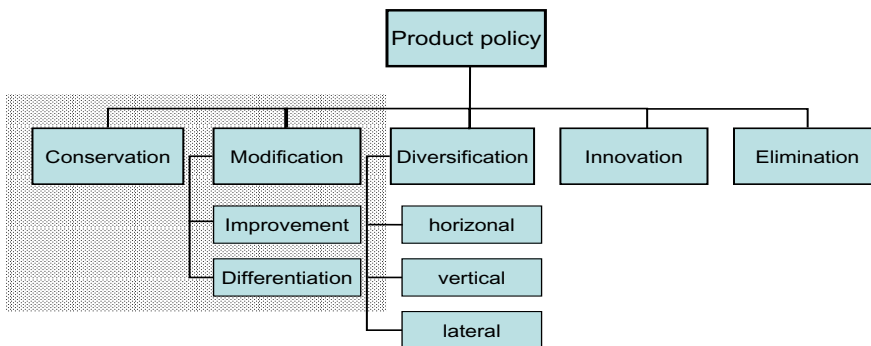 Product policy
Conservation
Modification
Diversification
Innovation
Elimination
Improvement
horizonal
Differentiation
vertical
lateral